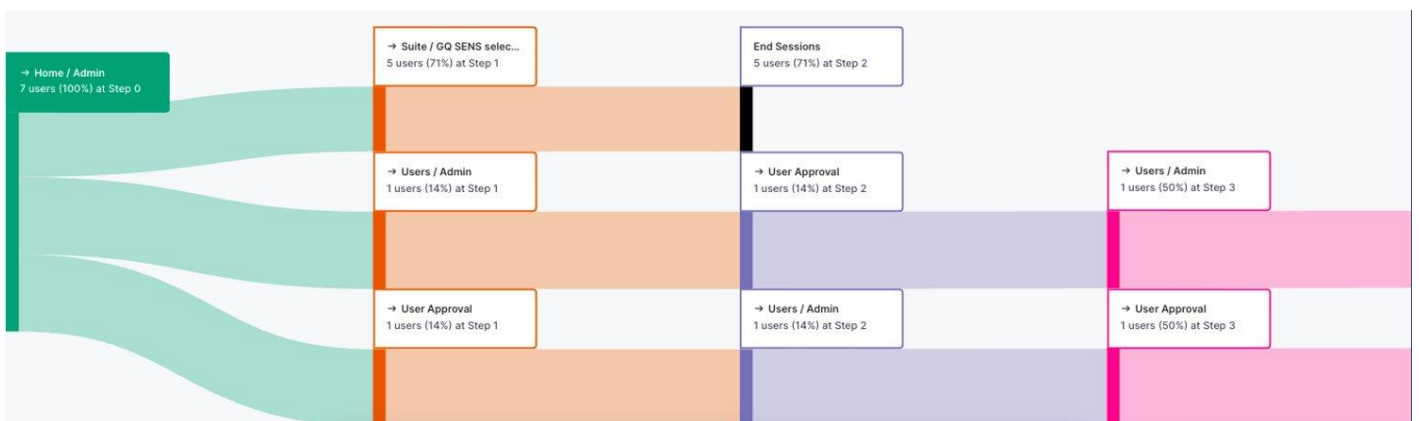 → Home / Admin
7 users (100%) at Step 0
→ Suite / GQ SENS selec...
5 users (71%) at Step 1
End Sessions
5 users (71%) at Step 2
→ Users / Admin
1 users (14%) at Step 1
→ User Approval
1 users (14%) at Step 2
→ Users / Admin
1 users (50%) at Step 3
→ User Approval
1 users (14%) at Step 1
→ Users / Admin
1 users (14%) at Step 2
→ User Approval
1 users (50%) at Step 3